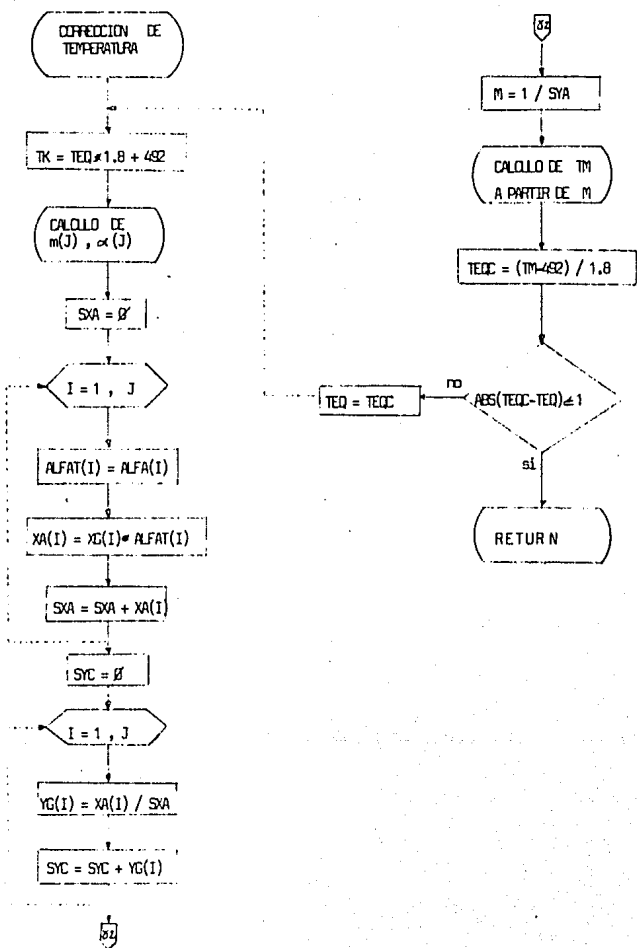 CORRECCION DE
TEMPERATURA
TK = TEQ*1.8 + 492
CALCULO DE
m(J) , α(J)
SXA = Ø
I = 1 , J
ALFAT(I) = ALFA(I)
XA(I) = XG(I)* ALFAT(I)
SXA = SXA + XA(I)
SYC = Ø
I = 1 , J
YG(I) = XA(I) / SXA
SYC = SYC + YG(I)
M = 1 / SYA
CALCULO DE TM
A PARTIR DE M
TEQC = (TM-492) / 1.8
ABS(TEQC-TEQ)≤1
no
TEQ = TEQC
sí
RETURN